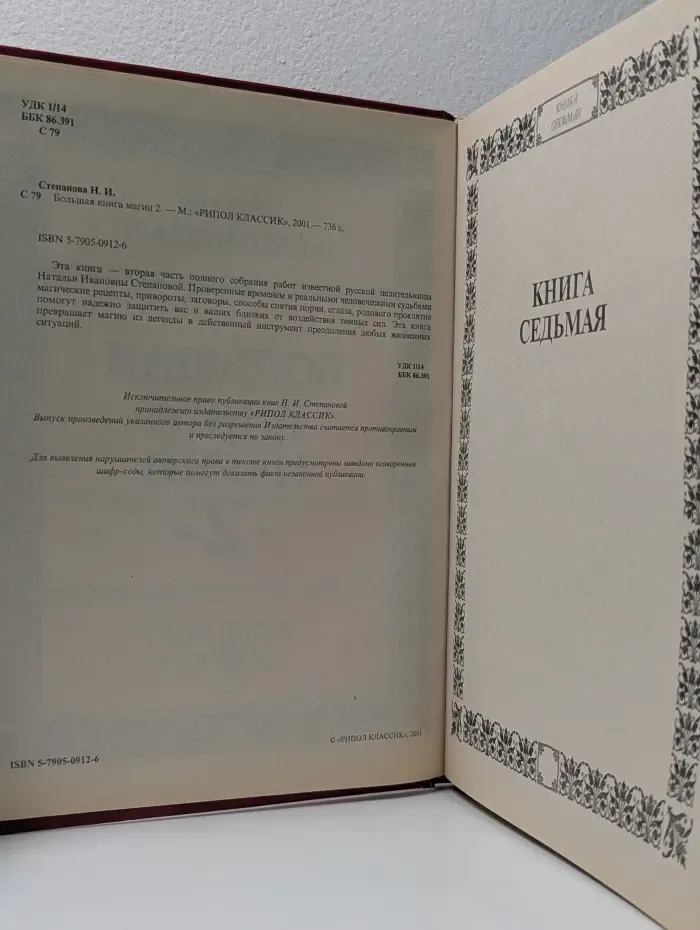 УДК 1/14
ББК 86.391
С 79
Степанова Н. И.
С 79 Большая книга магии 2. — М.: «РИПОЛ КЛАССИК», 2001.— 736 с.
ISBN 5-7905-0912-6
Эта книга — вторая часть полного собрания работ известной русской целительницы
Натальи Ивановны Степановой. Проверенные временем и реальными человеческими судьбами
магические рецепты, привороты, заговоры, способы снятия порчи, сглаза, родового проклятия
помогут надежно защитить вас и ваших близких от воздействия темных сил. Эта книга
превращает магию из легенды в действенный инструмент преодоления любых жизненных
ситуаций.
УДК 1/14
ББК 86.391
Исключительное право публикации книг Н. И. Степановой
принадлежит издательству «РИПОЛ КЛАССИК».
Выпуск произведений указанного автора без разрешения Издательства считается противоправным
и преследуется по закону.
Для выявления нарушителей авторского права в тексте книги предусмотрены заведомо оговоренные
шифр-коды, которые помогут доказать факт незаконной публикации.
ISBN 5-7905-0912-6
© «РИПОЛ КЛАССИК», 2001
КНИГА
СЕДЬМАЯ
КНИГА
СЕДЬМАЯ